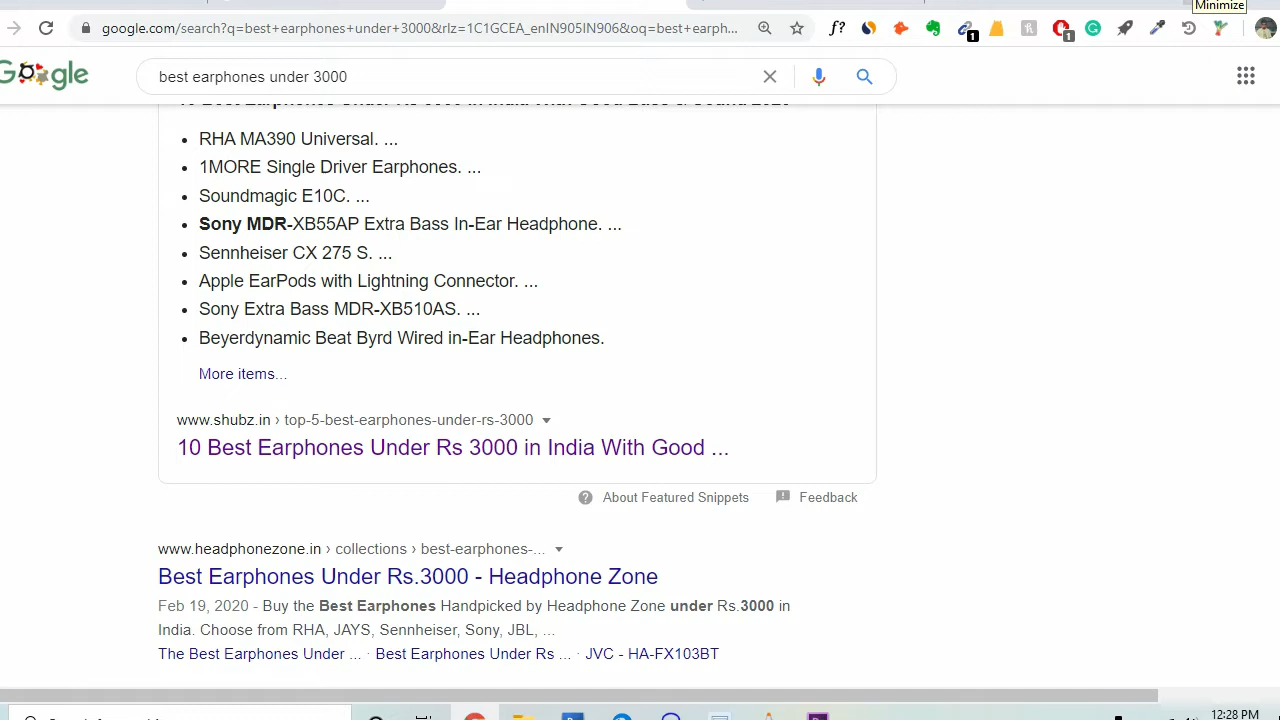 Minimize
google.com/search?q=best+earphones+under+3000&rlz=1C1GCEA_enIN905IN906&oq=best+earph...
1
1
Google
best earphones under 3000
RHA MA390 Universal. ...
1MORE Single Driver Earphones. ...
Soundmagic E10C. ...
Sony MDR-XB55AP Extra Bass In-Ear Headphone. ...
Sennheiser CX 275 S. ...
Apple EarPods with Lightning Connector. ...
Sony Extra Bass MDR-XB510AS. ...
Beyerdynamic Beat Byrd Wired in-Ear Headphones.
More items...
www.shubz.in › top-5-best-earphones-under-rs-3000
10 Best Earphones Under Rs 3000 in India With Good ...
About Featured Snippets Feedback
www.headphonezone.in › collections › best-earphones-...
Best Earphones Under Rs.3000 - Headphone Zone
Feb 19, 2020 - Buy the Best Earphones Handpicked by Headphone Zone under Rs.3000 in
India. Choose from RHA, JAYS, Sennheiser, Sony, JBL, ...
The Best Earphones Under ... · Best Earphones Under Rs ... · JVC - HA-FX103BT
12:28 PM